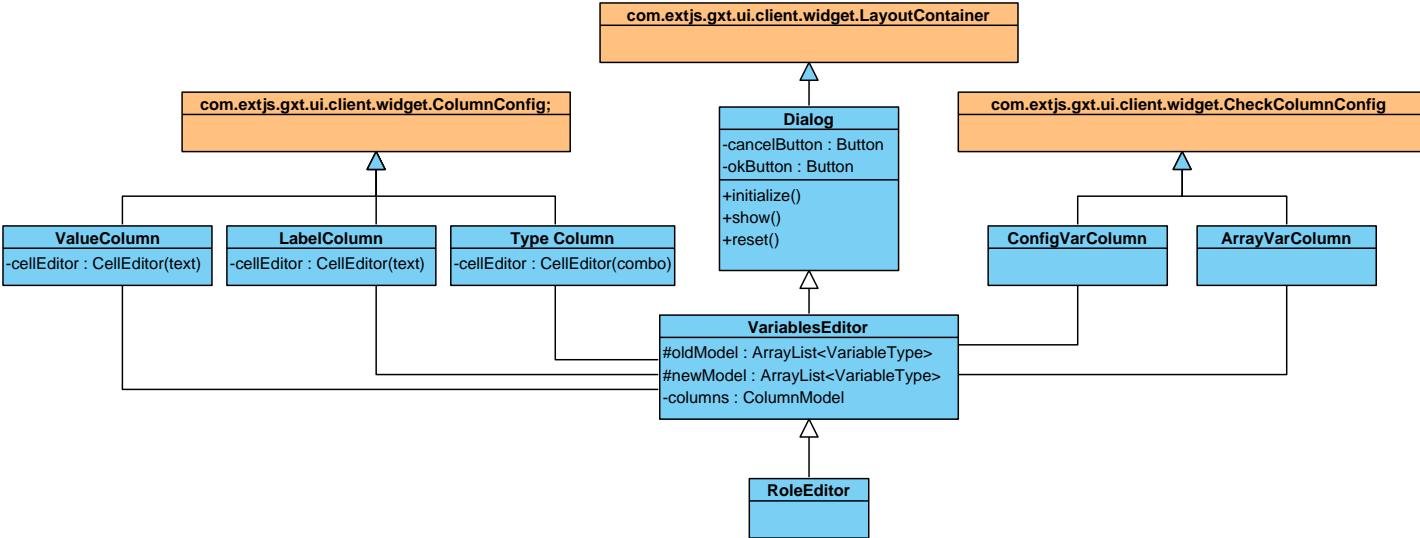 com.extjs.gxt.ui.client.widget.LayoutContainer
com.extjs.gxt.ui.client.widget.ColumnConfig;
com.extjs.gxt.ui.client.widget.CheckColumnConfig
Dialog
-cancelButton : Button
-okButton : Button
+initialize()
+show()
+reset()
ValueColumn
-cellEditor : CellEditor(text)
LabelColumn
-cellEditor : CellEditor(text)
Type Column
-cellEditor : CellEditor(combo)
ConfigVarColumn
ArrayVarColumn
VariablesEditor
#oldModel : ArrayList<VariableType>
#newModel : ArrayList<VariableType>
-columns : ColumnModel
RoleEditor